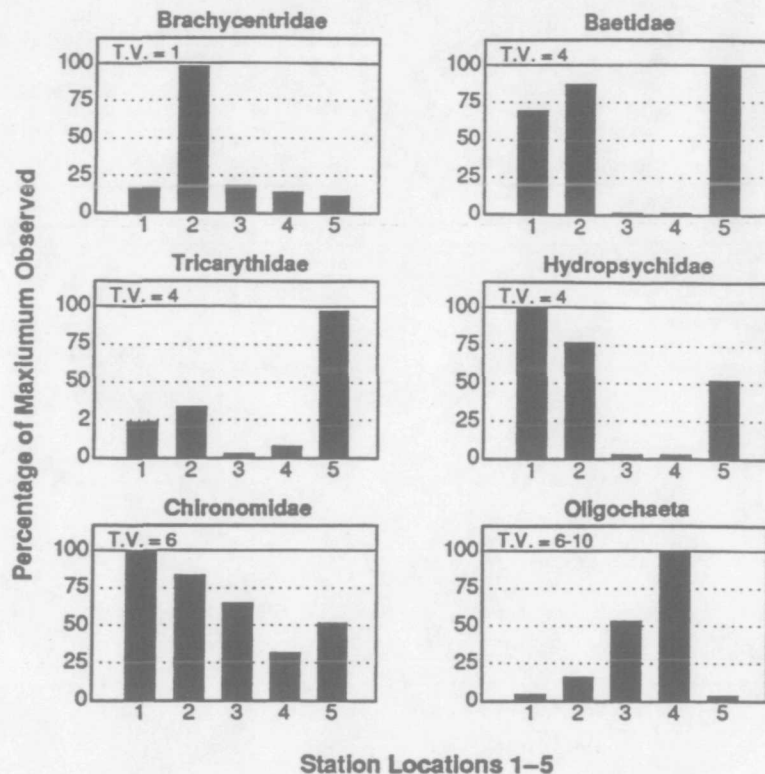 Brachycentridae
T.V. = 1
100
75
50
25
0
1 2 3 4 5
Baetidae
T.V. = 4
100
75
50
25
0
1 2 3 4 5
Tricarythidae
T.V. = 4
100
75
50
2
0
1 2 3 4 5
Hydropsychidae
T.V. = 4
100
75
50
25
0
1 2 3 4 5
Chironomidae
T.V. = 6
100
75
50
25
0
1 2 3 4 5
Oligochaeta
T.V. = 6-10
100
75
50
25
0
1 2 3 4 5
Percentage of Maxiumum Observed
Station Locations 1–5